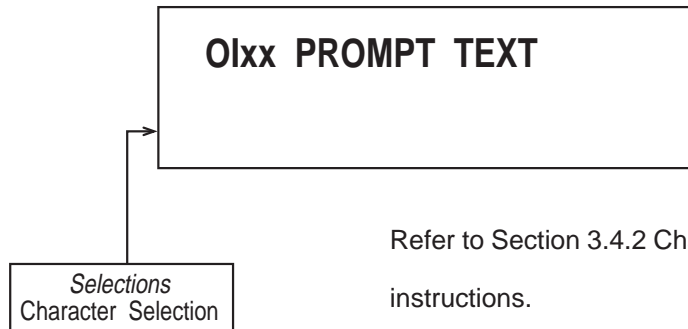 OIxx PROMPT TEXT
Refer to Section 3.4.2 Ch
instructions.
Selections
Character Selection